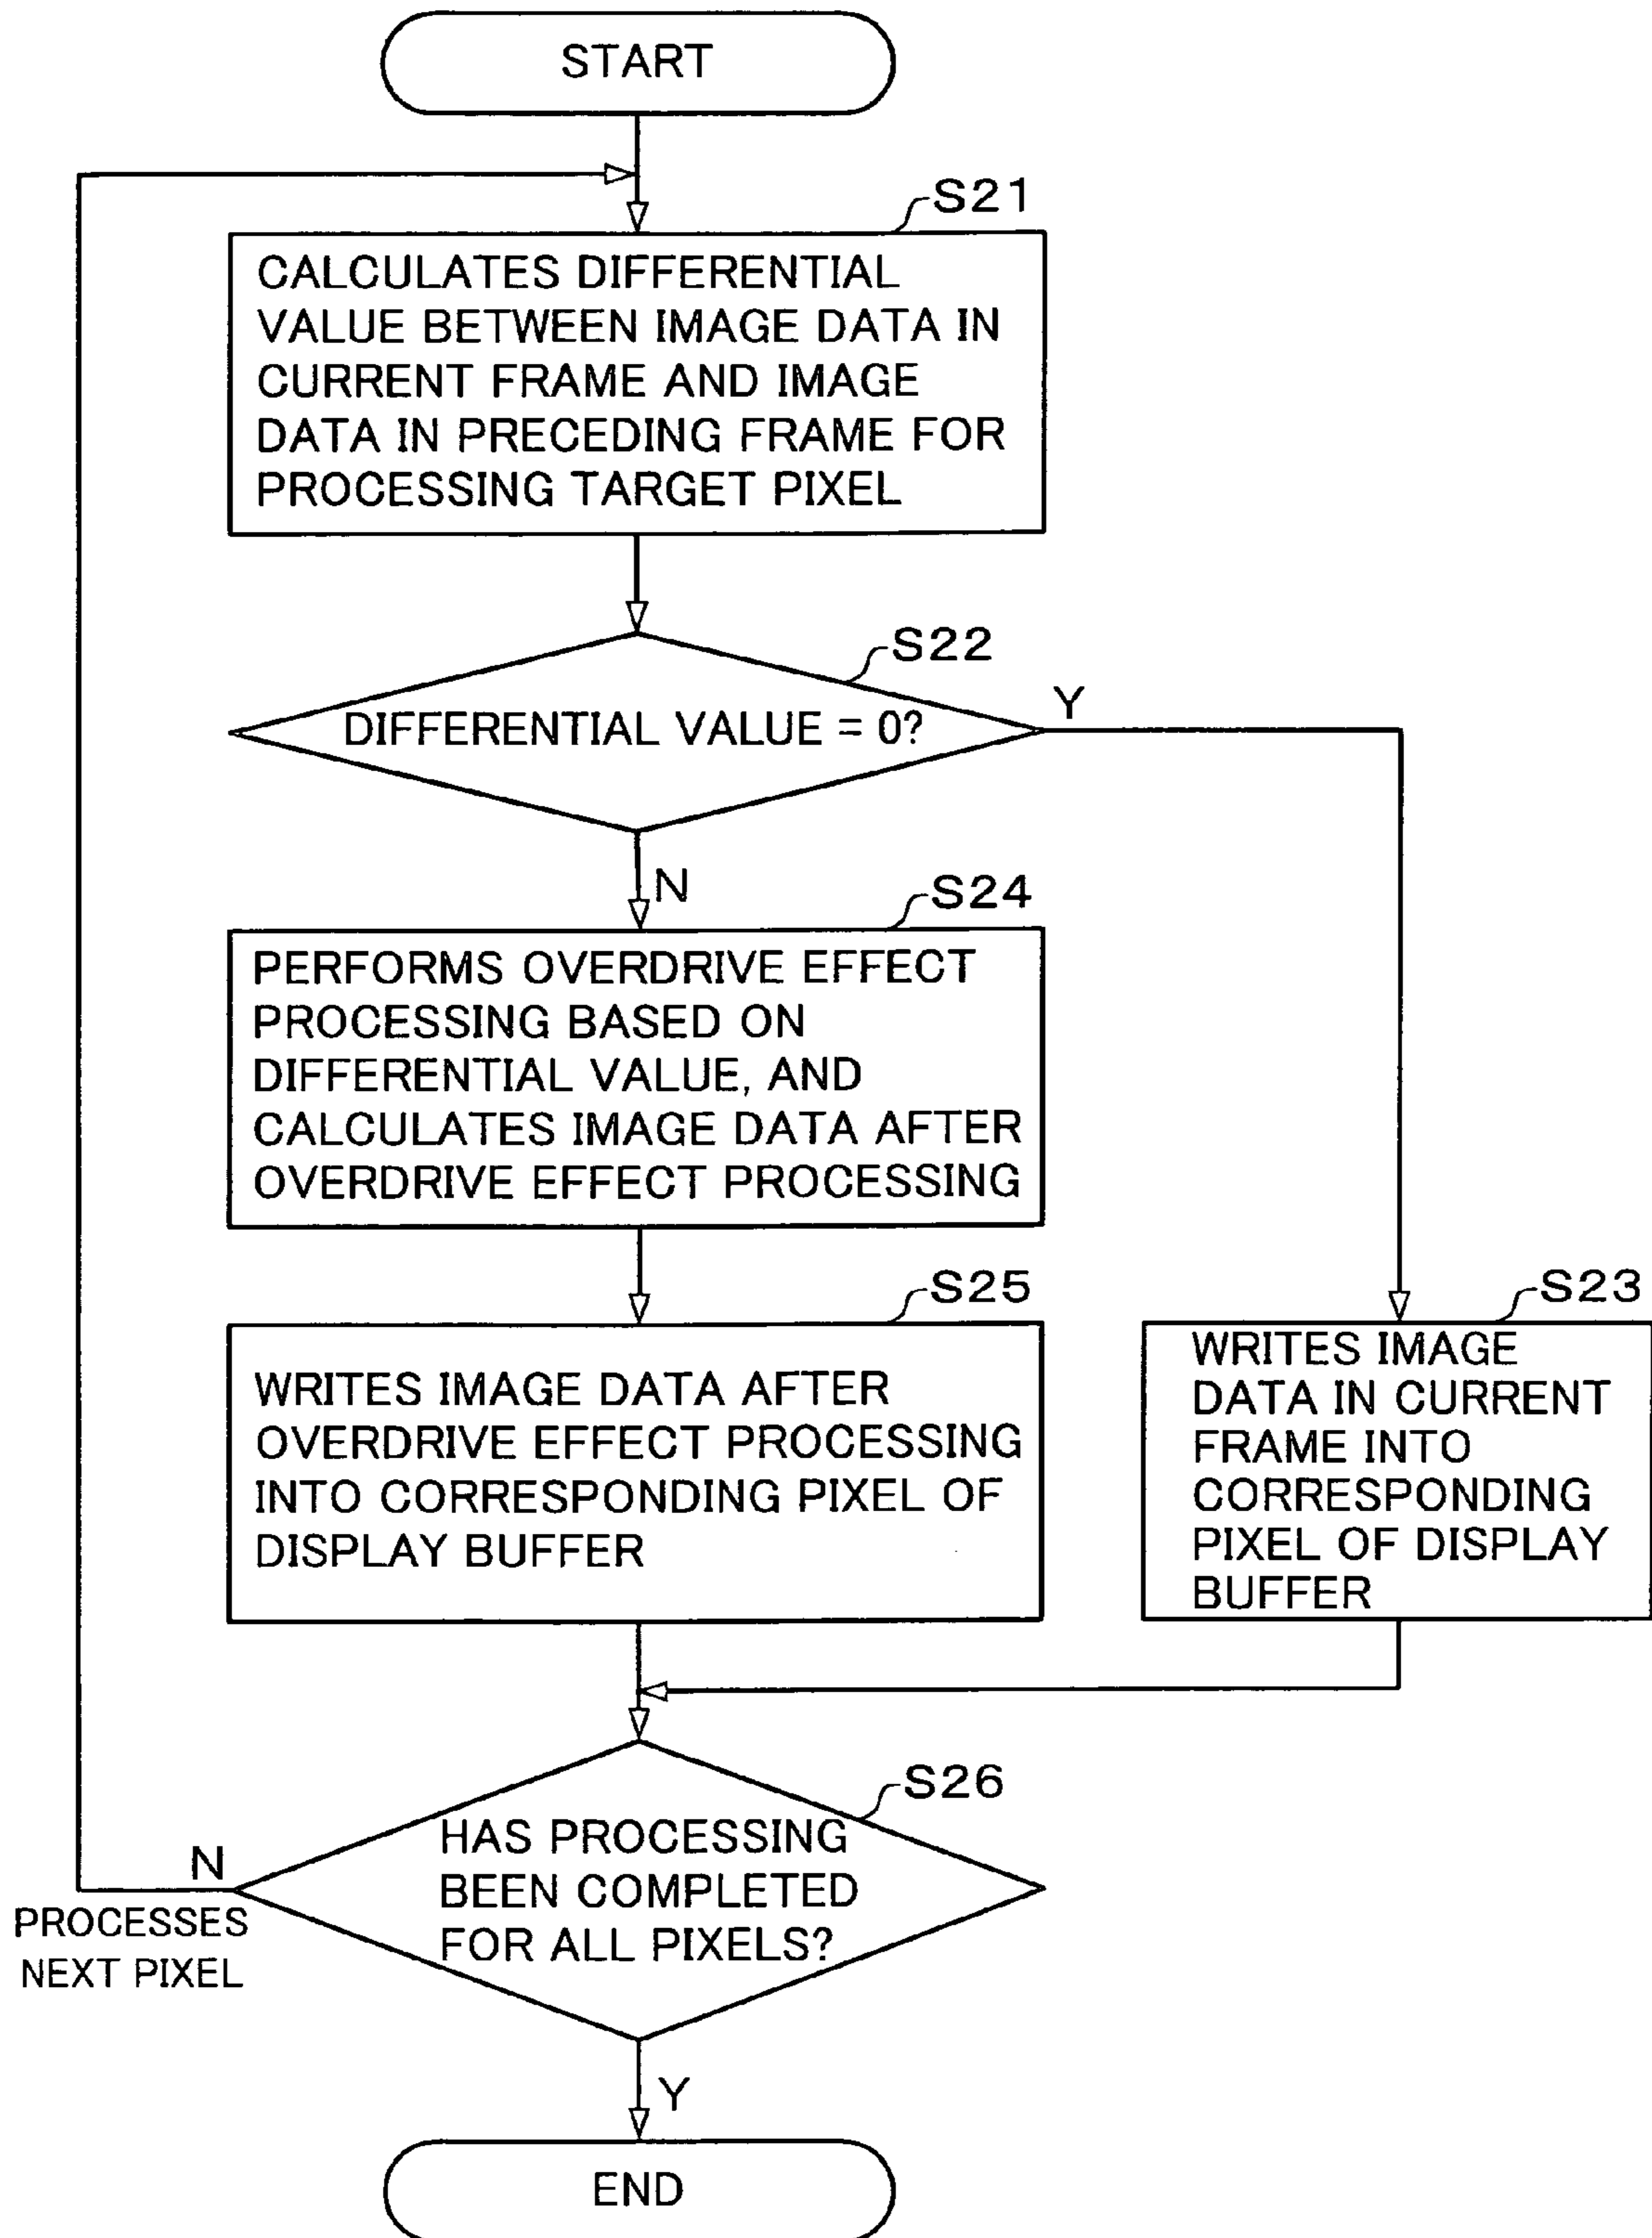 START
S21
CALCULATES DIFFERENTIAL
VALUE BETWEEN IMAGE DATA IN
CURRENT FRAME AND IMAGE
DATA IN PRECEDING FRAME FOR
PROCESSING TARGET PIXEL
S22
DIFFERENTIAL VALUE = 0?
Y
N
S24
PERFORMS OVERDRIVE EFFECT
PROCESSING BASED ON
DIFFERENTIAL VALUE, AND
CALCULATES IMAGE DATA AFTER
OVERDRIVE EFFECT PROCESSING
S25
WRITES IMAGE DATA AFTER
OVERDRIVE EFFECT PROCESSING
INTO CORRESPONDING PIXEL OF
DISPLAY BUFFER
S23
WRITES IMAGE
DATA IN CURRENT
FRAME INTO
CORRESPONDING
PIXEL OF DISPLAY
BUFFER
S26
HAS PROCESSING
BEEN COMPLETED
FOR ALL PIXELS?
N
PROCESSES
NEXT PIXEL
Y
END